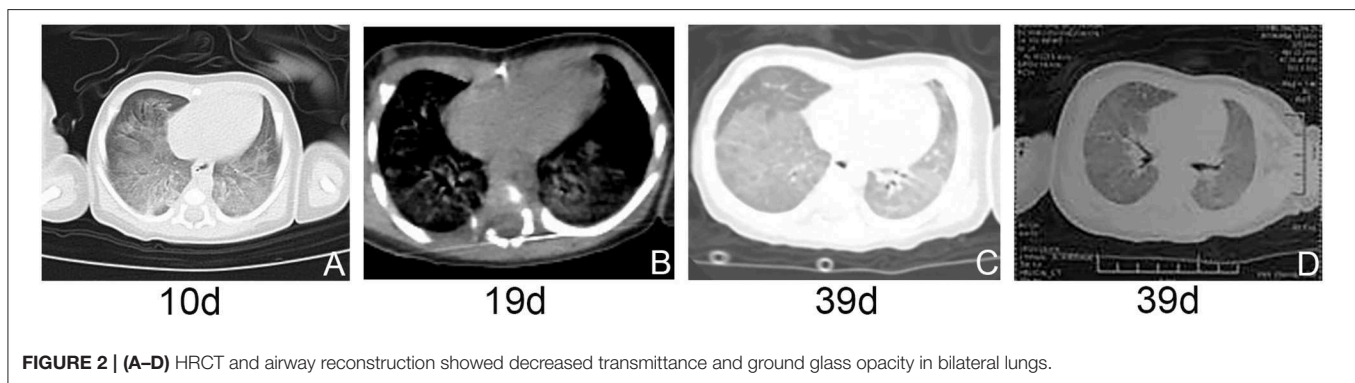 A
B
C
D
10d
19d
39d
39d
FIGURE 2 | (A–D) HRCT and airway reconstruction showed decreased transmittance and ground glass opacity in bilateral lungs.